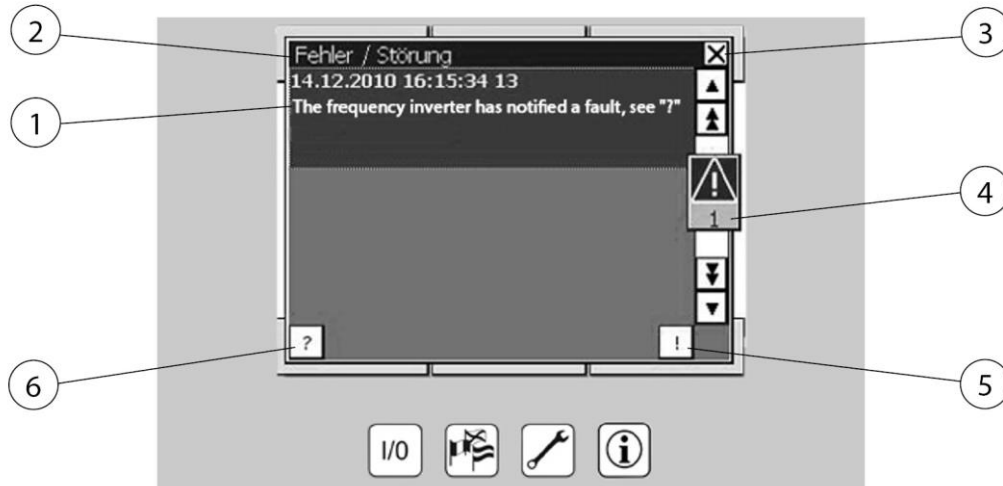 2
3
Fehler / Störung
14.12.2010 16:15:34 13
1
The frequency inverter has notified a fault, see "?"
!
1
4
?
!
6
5
I/0
i